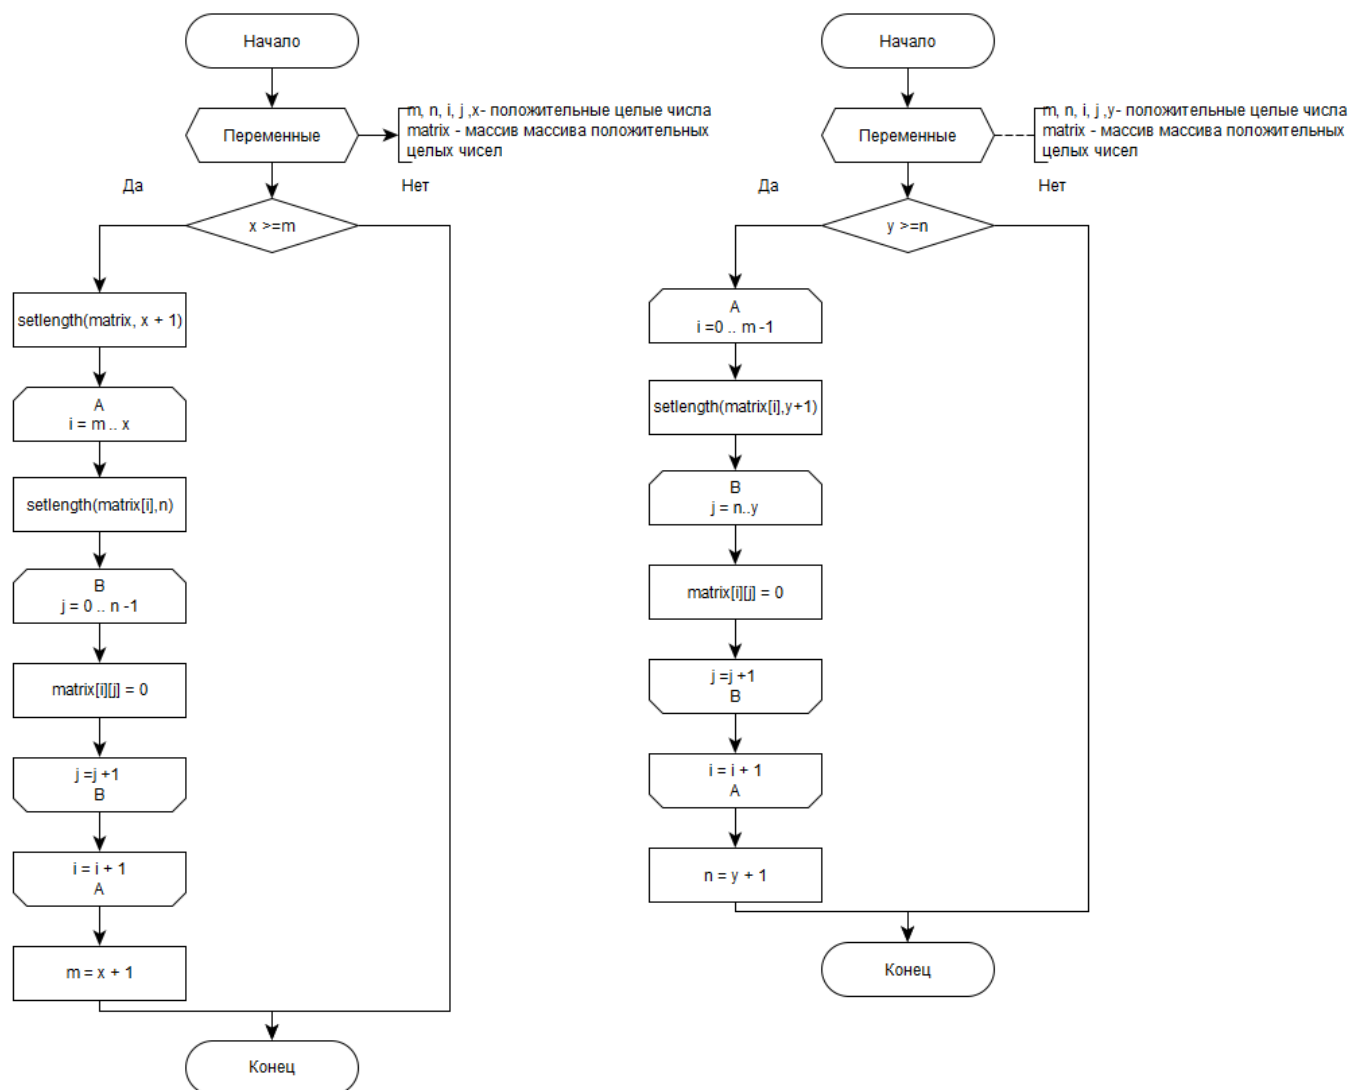 Начало
Переменные
m, n, i, j ,x- положительные целые числа
matrix - массив массива положительных
целых чисел
Да
Нет
x >=m
setlength(matrix, x + 1)
A
i = m .. x
setlength(matrix[i],n)
B
j = 0 .. n -1
matrix[i][j] = 0
j =j +1
B
i = i + 1
A
m = x + 1
Конец
Начало
Переменные
m, n, i, j ,y- положительные целые числа
matrix - массив массива положительных
целых чисел
Да
Нет
y >=n
A
i =0 .. m -1
setlength(matrix[i],y+1)
B
j = n..y
matrix[i][j] = 0
j =j +1
B
i = i + 1
A
n = y + 1
Конец